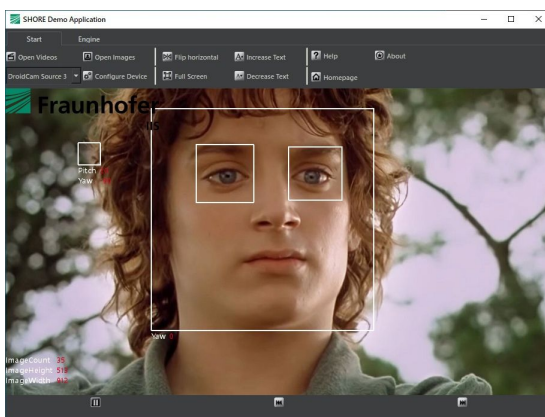 SHORE Demo Application
Start Engine
Open Videos Open Images Flip horizontal Increase Text Help About
DroidCam Source 3 Configure Device Full Screen Decrease Text Homepage
Fraunhofer
Pitch
Yaw
Yaw
ImageCount 35
ImageHeight
ImageWidth